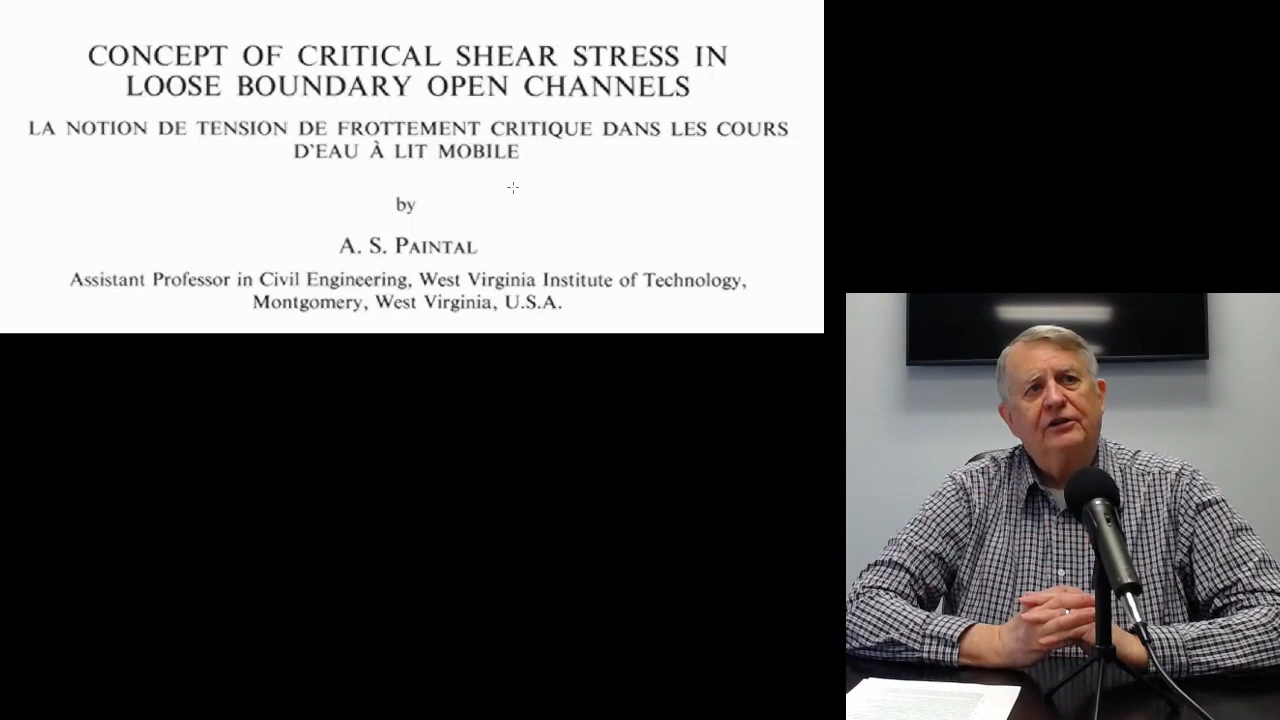 CONCEPT OF CRITICAL SHEAR STRESS IN
LOOSE BOUNDARY OPEN CHANNELS
LA NOTION DE TENSION DE FROTTEMENT CRITIQUE DANS LES COURS
D'EAU À LIT MOBILE
by
A. S. PAINTAL
Assistant Professor in Civil Engineering, West Virginia Institute of Technology,
Montgomery, West Virginia, U.S.A.